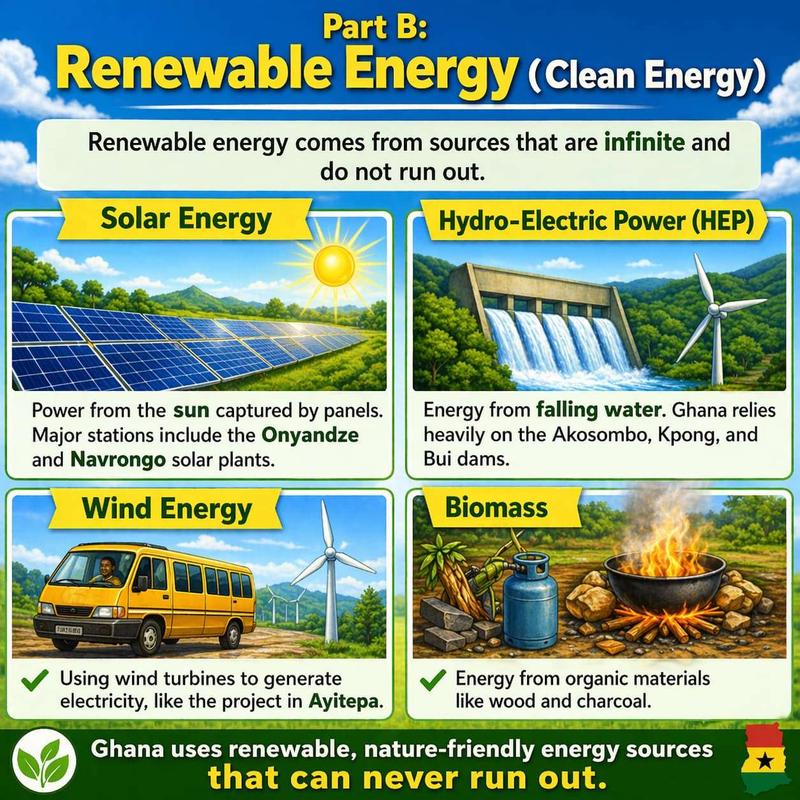 Part B:
Renewable Energy (Clean Energy)
Renewable energy comes from sources that are infinite and
do not run out.
Solar Energy
Power from the sun captured by panels.
Major stations include the Onyandze
and Navrongo solar plants.
Hydro-Electric Power (HEP)
Energy from falling water. Ghana relies
heavily on the Akosombo, Kpong, and
Bui dams.
Wind Energy
Using wind turbines to generate
electricity, like the project in Ayitepa.
Biomass
Energy from organic materials
like wood and charcoal.
Ghana uses renewable, nature-friendly energy sources
that can never run out.